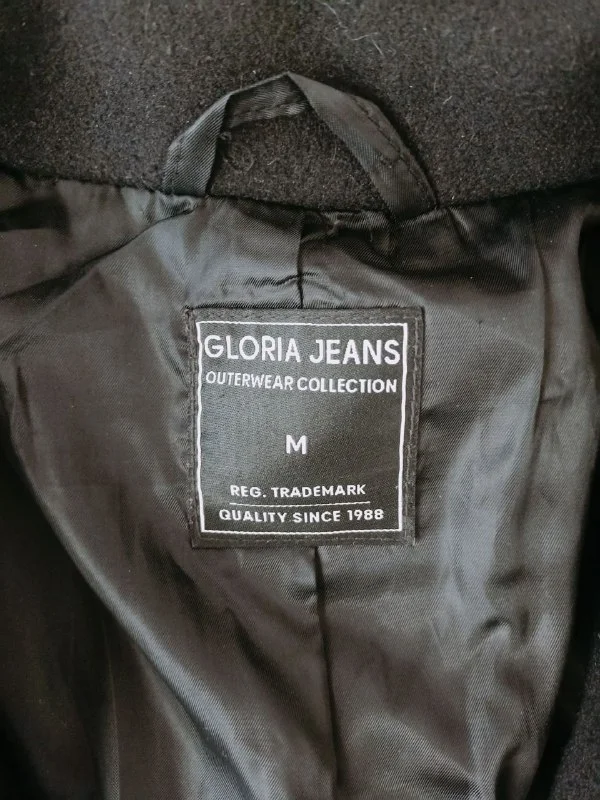 GLORIA JEANS
OUTERWEAR COLLECTION
M
REG. TRADEMARK
QUALITY SINCE 1988